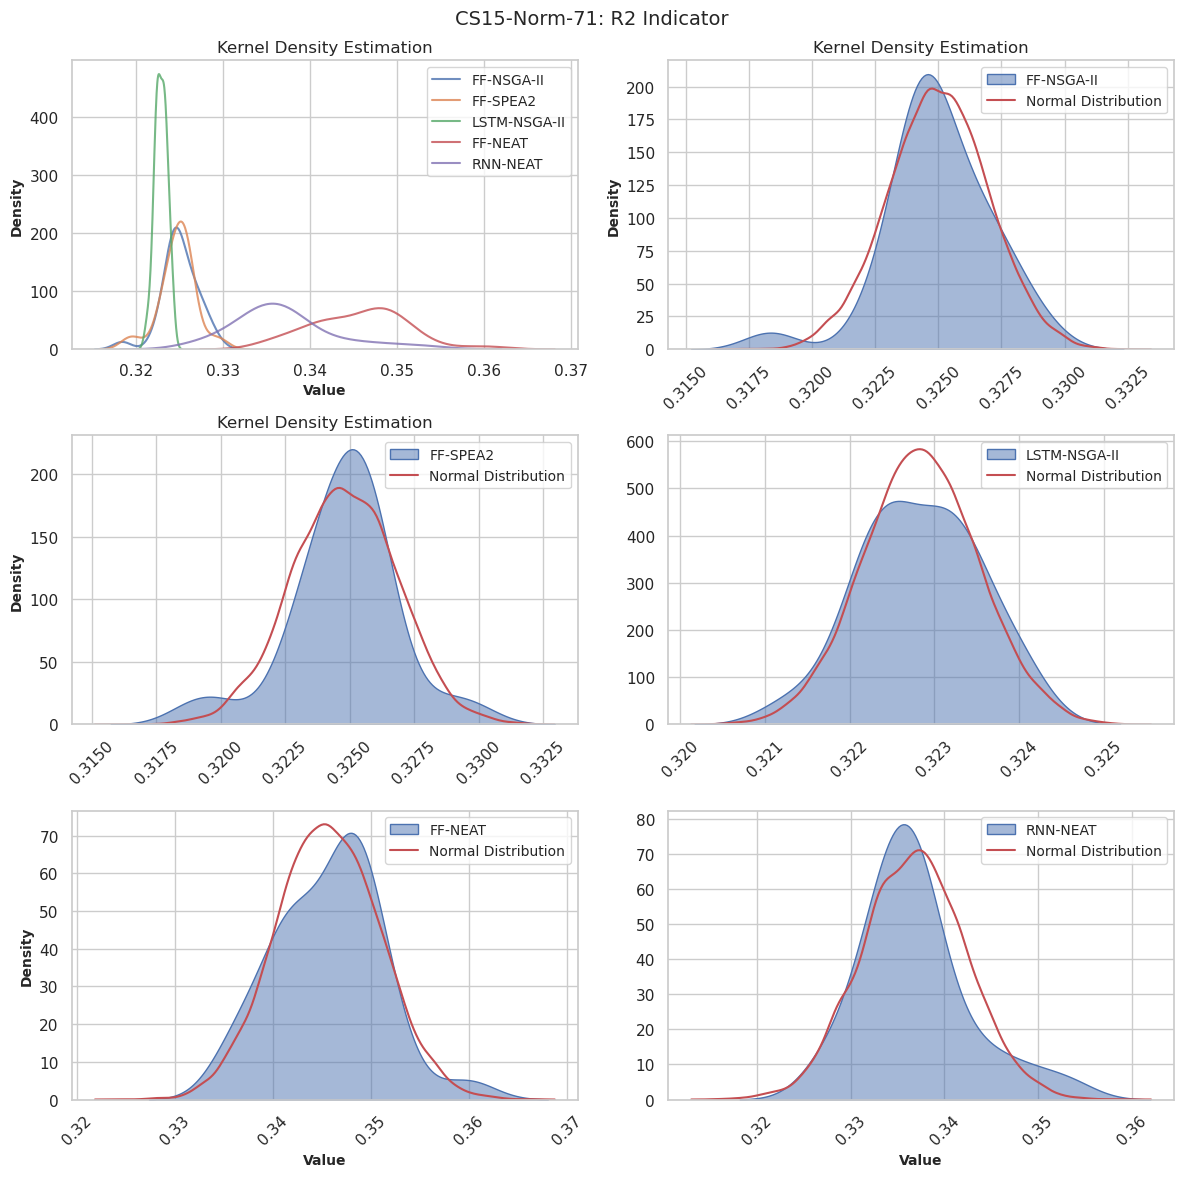 CS15-Norm-71: R2 Indicator
Kernel Density Estimation
Density
400
300
200
100
0
0.32 0.33 0.34 0.35 0.36 0.37
Value
FF-NSGA-II
FF-SPEA2
LSTM-NSGA-II
FF-NEAT
RNN-NEAT
Kernel Density Estimation
Density
200
175
150
125
100
75
50
25
0
0.3150 0.3175 0.3200 0.3225 0.3250 0.3275 0.3300 0.3325
FF-NSGA-II
Normal Distribution
Kernel Density Estimation
Density
200
150
100
50
0
0.3150 0.3175 0.3200 0.3225 0.3250 0.3275 0.3300 0.3325
FF-SPEA2
Normal Distribution
600
500
400
300
200
100
0
0.320 0.321 0.322 0.323 0.324 0.325
LSTM-NSGA-II
Normal Distribution
Density
70
60
50
40
30
20
10
0
0.32 0.33 0.34 0.35 0.36 0.37
Value
FF-NEAT
Normal Distribution
80
70
60
50
40
30
20
10
0
0.32 0.33 0.34 0.35 0.36
Value
RNN-NEAT
Normal Distribution